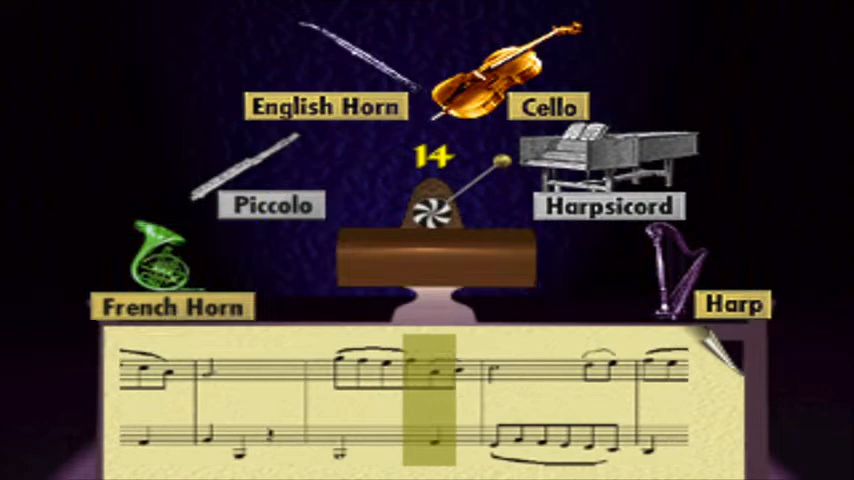 English Horn
Cello
14
Piccolo
Harpsicord
French Horn
Harp